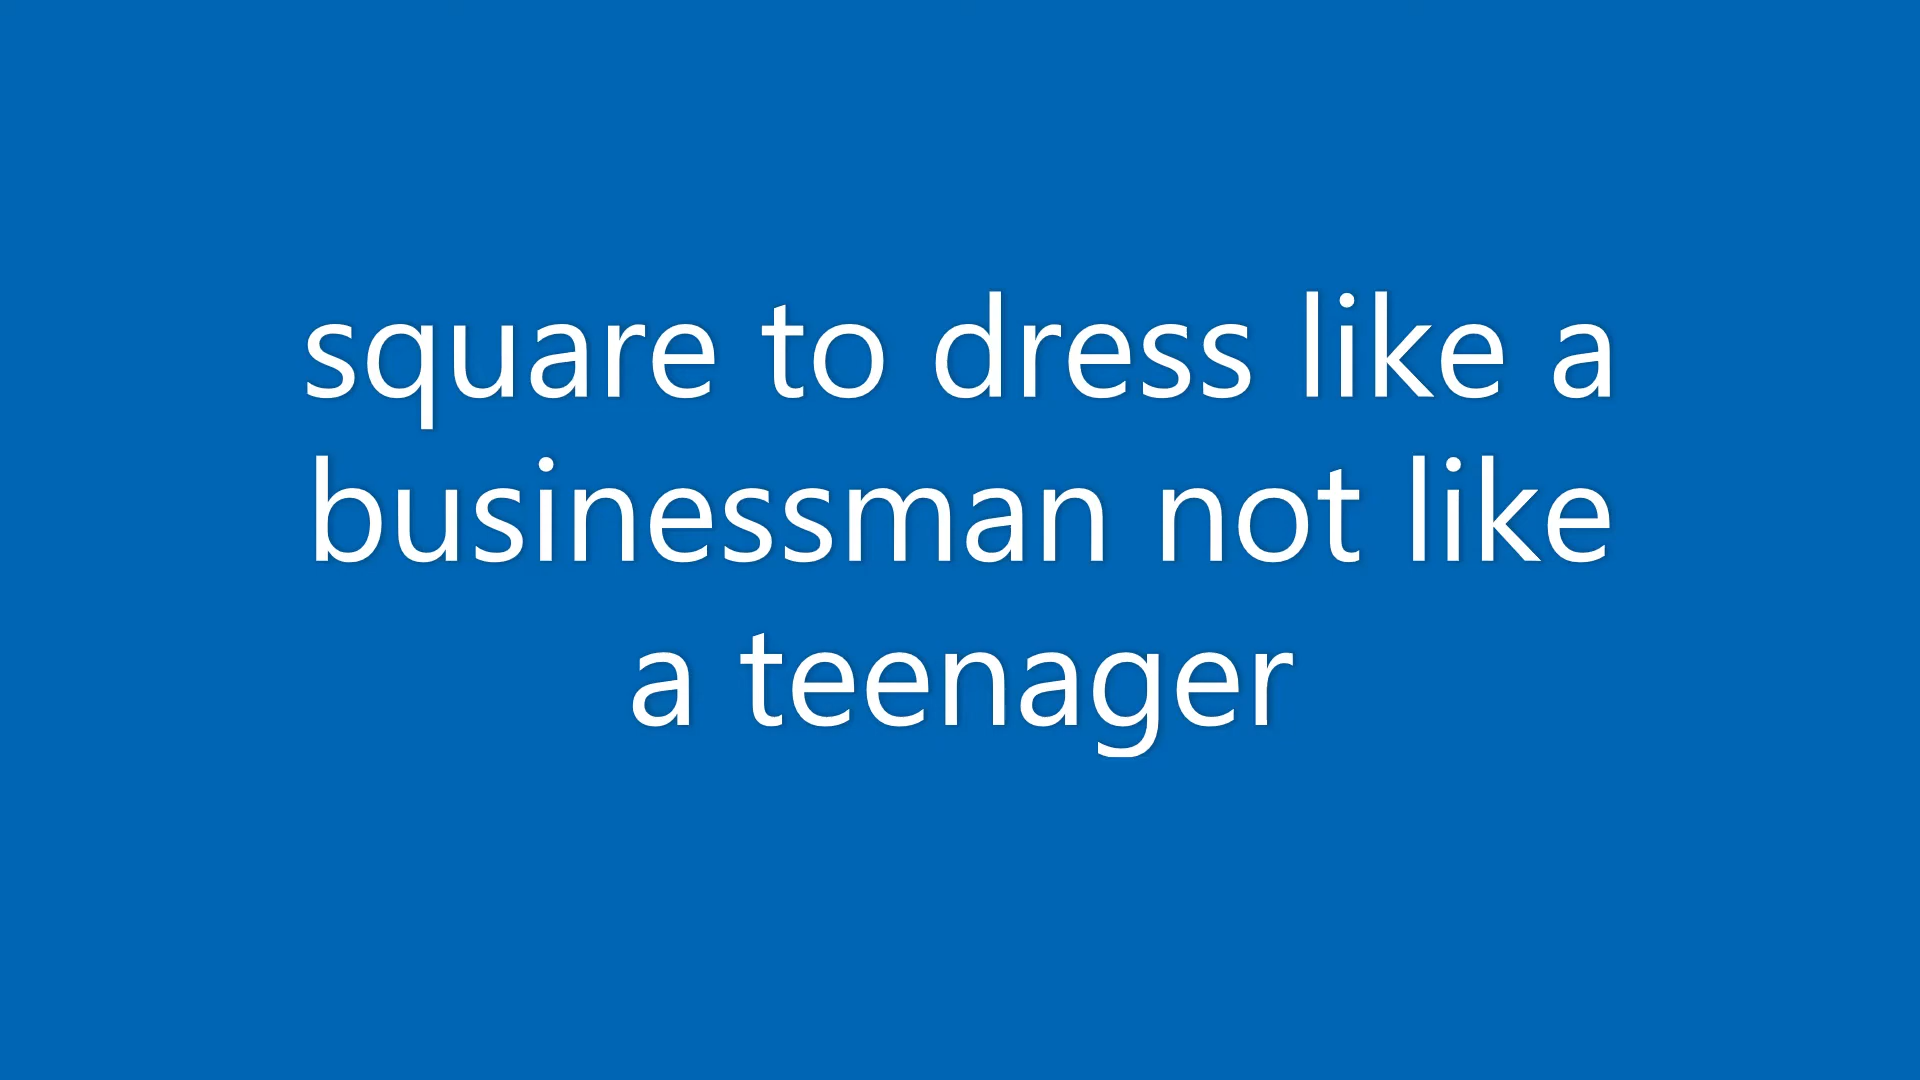 square to dress like a
businessman not like
a teenager